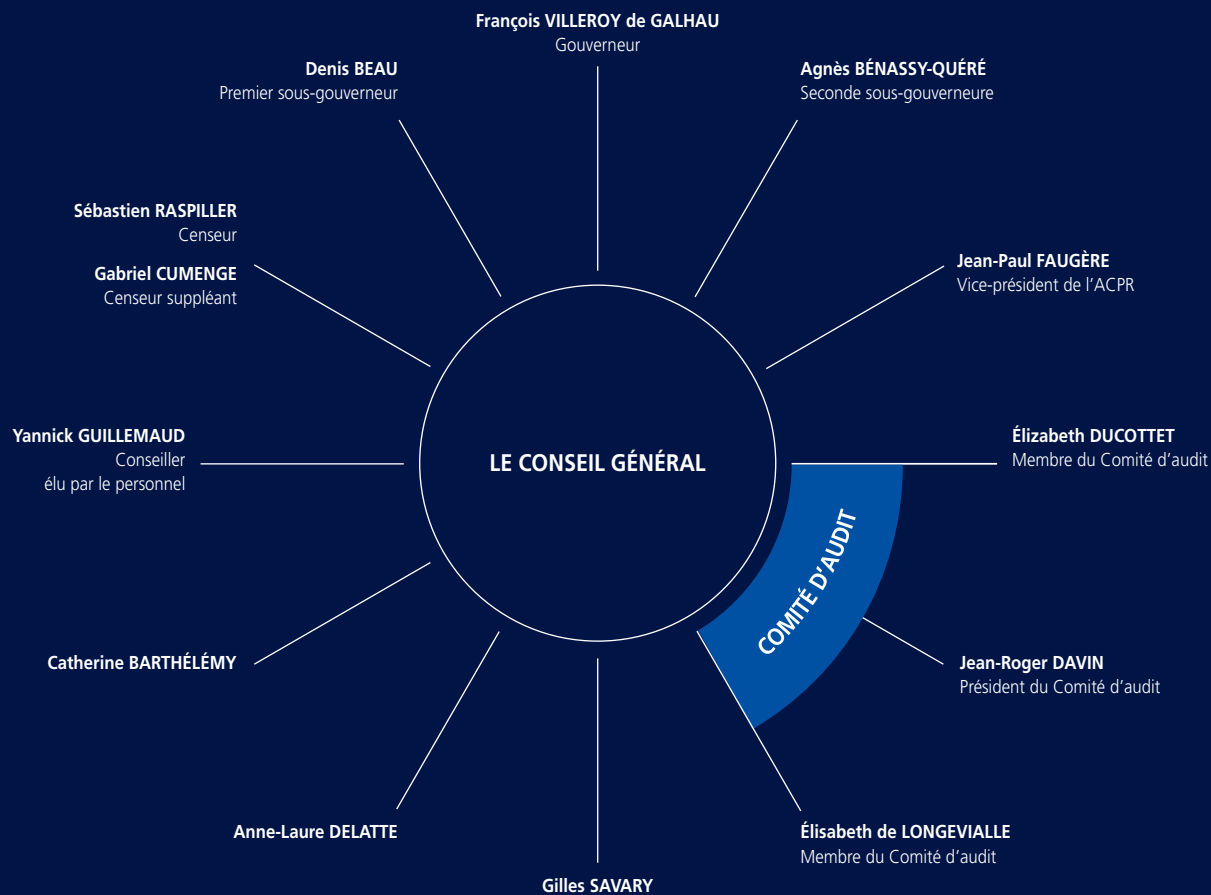 François VILLEROY de GALHAU
Gouverneur
Denis BEAU
Premier sous-gouverneur
Agnès BÉNASSY-QUÉRÉ
Seconde sous-gouverneure
Sébastien RASPILLER
Censeur
Gabriel CUMENGE
Censeur suppléant
Jean-Paul FAUGÈRE
Vice-président de l'ACPR
Yannick GUILLEMAUD
Conseiller
élu par le personnel
LE CONSEIL GÉNÉRAL
Élizabeth DUCOTTET
Membre du Comité d'audit
COMITÉ D'AUDIT
Catherine BARTHÉLÉMY
Jean-Roger DAVIN
Président du Comité d'audit
Anne-Laure DELATTE
Élisabeth de LONGEVIALLE
Membre du Comité d'audit
Gilles SAVARY